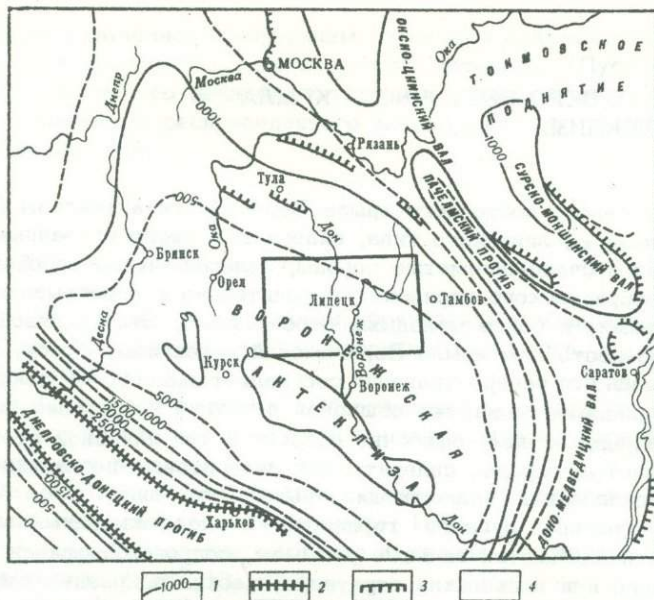 МОСКВА
Москва
Днепр
Ока
ОКСКО-ЦНИНСКИЙ ВАЛ
ТОКМОВСКОЕ
ПОДНЯТИЕ
1000
СУРСКО-МОКШИНСКИЙ ВАЛ
1000
Рязань
ПАЧЕЛМСКИЙ ПРОГИБ
Тула
500
Ока
Дон
Брянск
Орел
Липецк
Тамбов
Десна
ВОРОНЕЖСКАЯ
Воронеж
Курск
Воронеж
Саратов
АНТЕКЛИЗА
500
1000
1500
2000
2500
ДНЕПРОВСКО-ДОНЕЦКИЙ ПРОГИБ
Харьков
Дон
ДОНО-МЕДВЕДИЦКИЙ ВАЛ
1500
500
0
1000 1 2 3 4